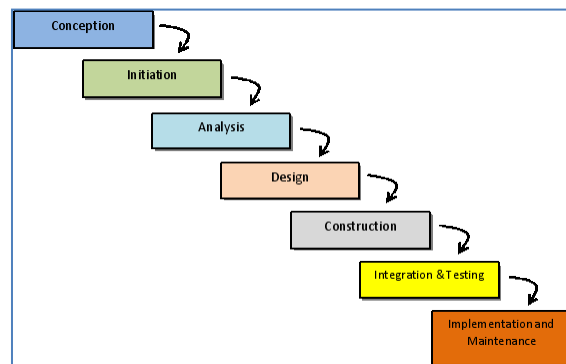 Conception
Initiation
Analysis
Design
Construction
Integration & Testing
Implementation and
Maintenance